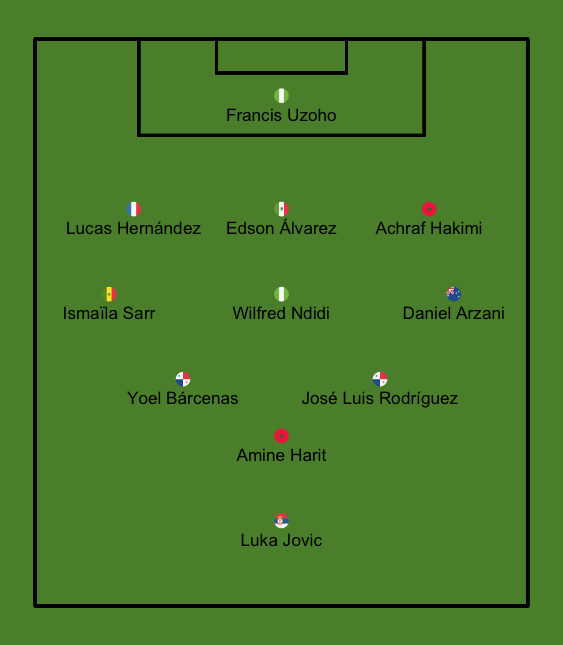 Francis Uzoho
Lucas Hernández Edson Álvarez Achraf Hakimi
Ismaïla Sarr Wilfred Ndidi Daniel Arzani
Yoel Bárcenas José Luis Rodríguez
Amine Harit
Luka Jovic